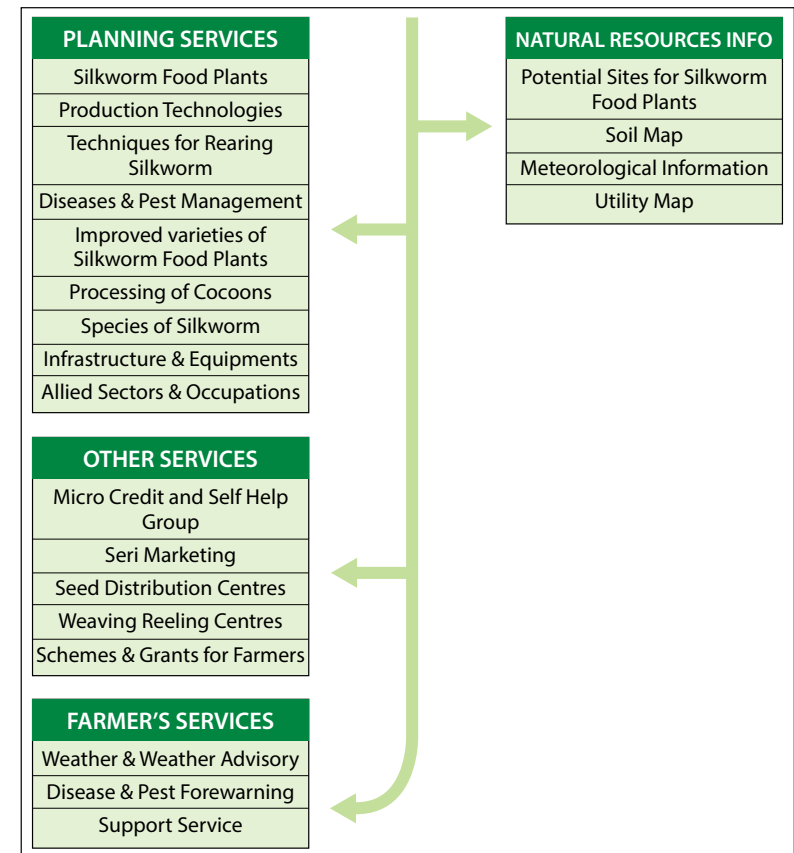 PLANNING SERVICES
Silkworm Food Plants
Production Technologies
Techniques for Rearing
Silkworm
Diseases & Pest Management
Improved varieties of
Silkworm Food Plants
Processing of Cocoons
Species of Silkworm
Infrastructure & Equipments
Allied Sectors & Occupations
NATURAL RESOURCES INFO
Potential Sites for Silkworm
Food Plants
Soil Map
Meteorological Information
Utility Map
OTHER SERVICES
Micro Credit and Self Help
Group
Seri Marketing
Seed Distribution Centres
Weaving Reeling Centres
Schemes & Grants for Farmers
FARMER’S SERVICES
Weather & Weather Advisory
Disease & Pest Forewarning
Support Service